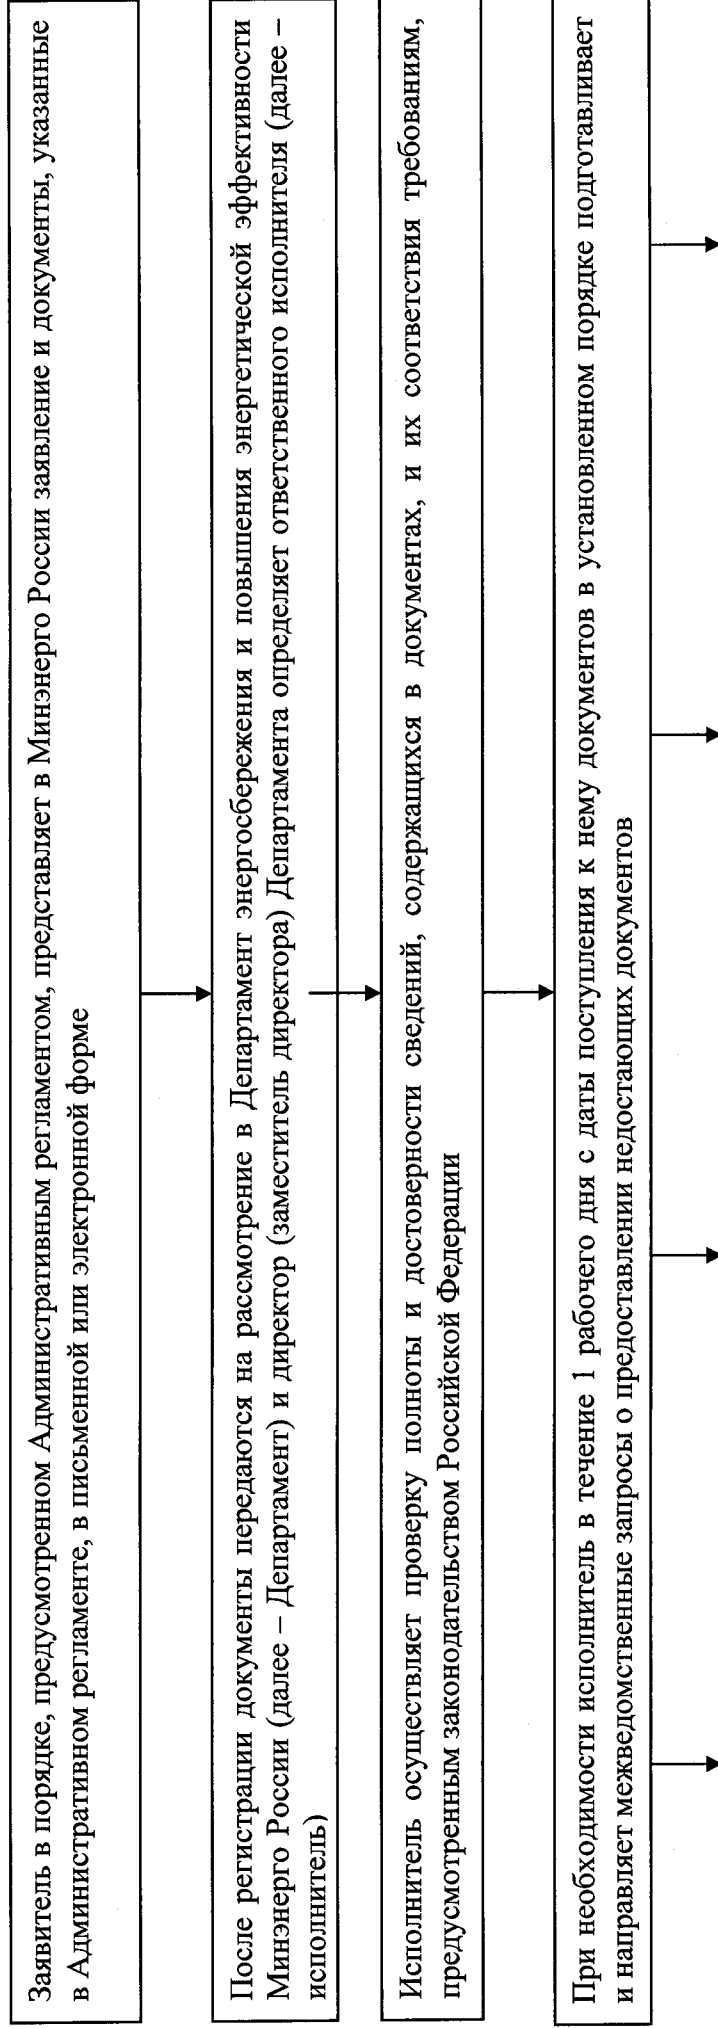 Заявитель в порядке, предусмотренном Административным регламентом, представляет в Минэнерго России заявление и документы, указанные
в Административном регламенте, в письменной или электронной форме
После регистрации документы передаются на рассмотрение в Департамент энергосбережения и повышения энергетической эффективности
Минэнерго России (далее – Департамент) и директор (заместитель директора) Департамента определяет ответственного исполнителя (далее –
исполнитель)
Исполнитель осуществляет проверку полноты и достоверности сведений, содержащихся в документах, и их соответствия требованиям,
предусмотренным законодательством Российской Федерации
При необходимости исполнитель в течение 1 рабочего дня с даты поступления к нему документов в установленном порядке подготавливает
и направляет межведомственные запросы о предоставлении недостающих документов